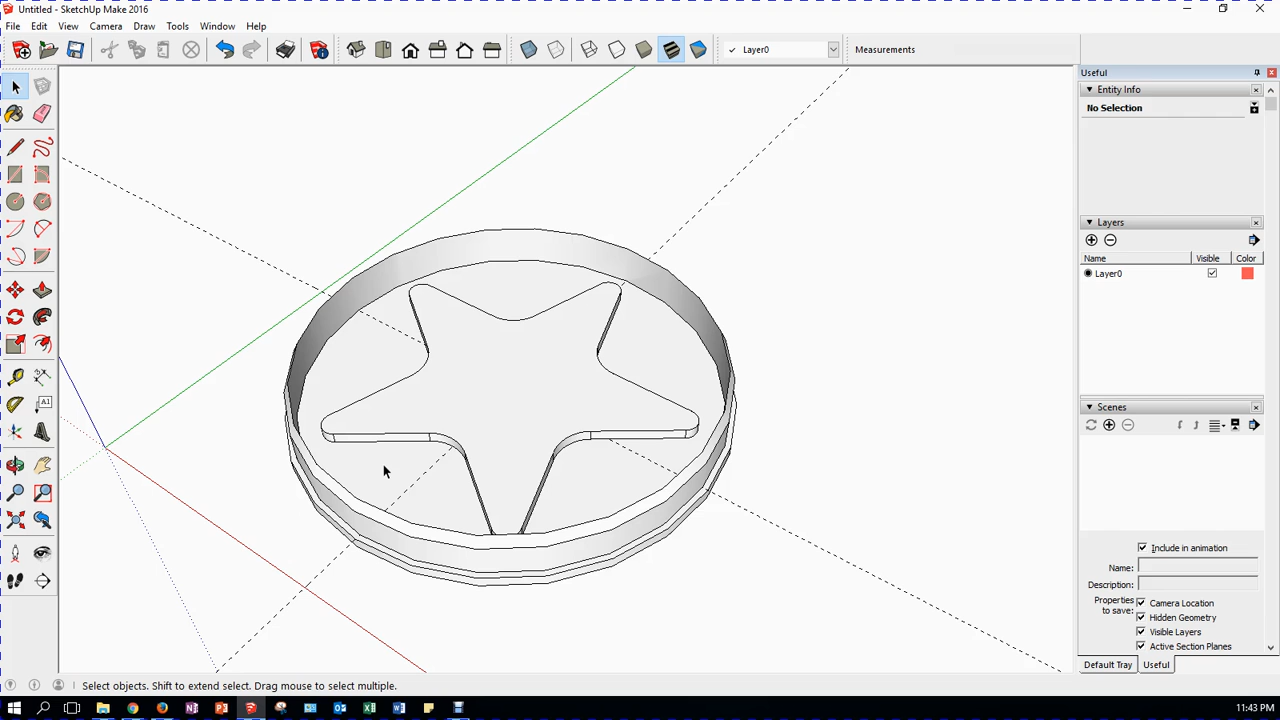 Untitled - SketchUp Make 2016
File Edit View Camera Draw Tools Window Help
Layer0
Measurements
Useful
Entity Info
No Selection
Layers
Name Visible Color
Layer0
Scenes
Include in animation
Name:
Description:
Properties to save:
Camera Location
Hidden Geometry
Visible Layers
Active Section Planes
Default Tray Useful
Select objects. Shift to extend select. Drag mouse to select multiple.
11:43 PM